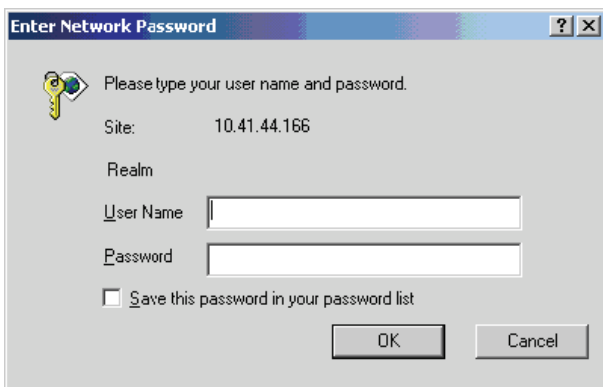 Enter Network Password
Please type your user name and password.
Site: 10.41.44.166
Realm
User Name
Password
Save this password in your password list
OK Cancel